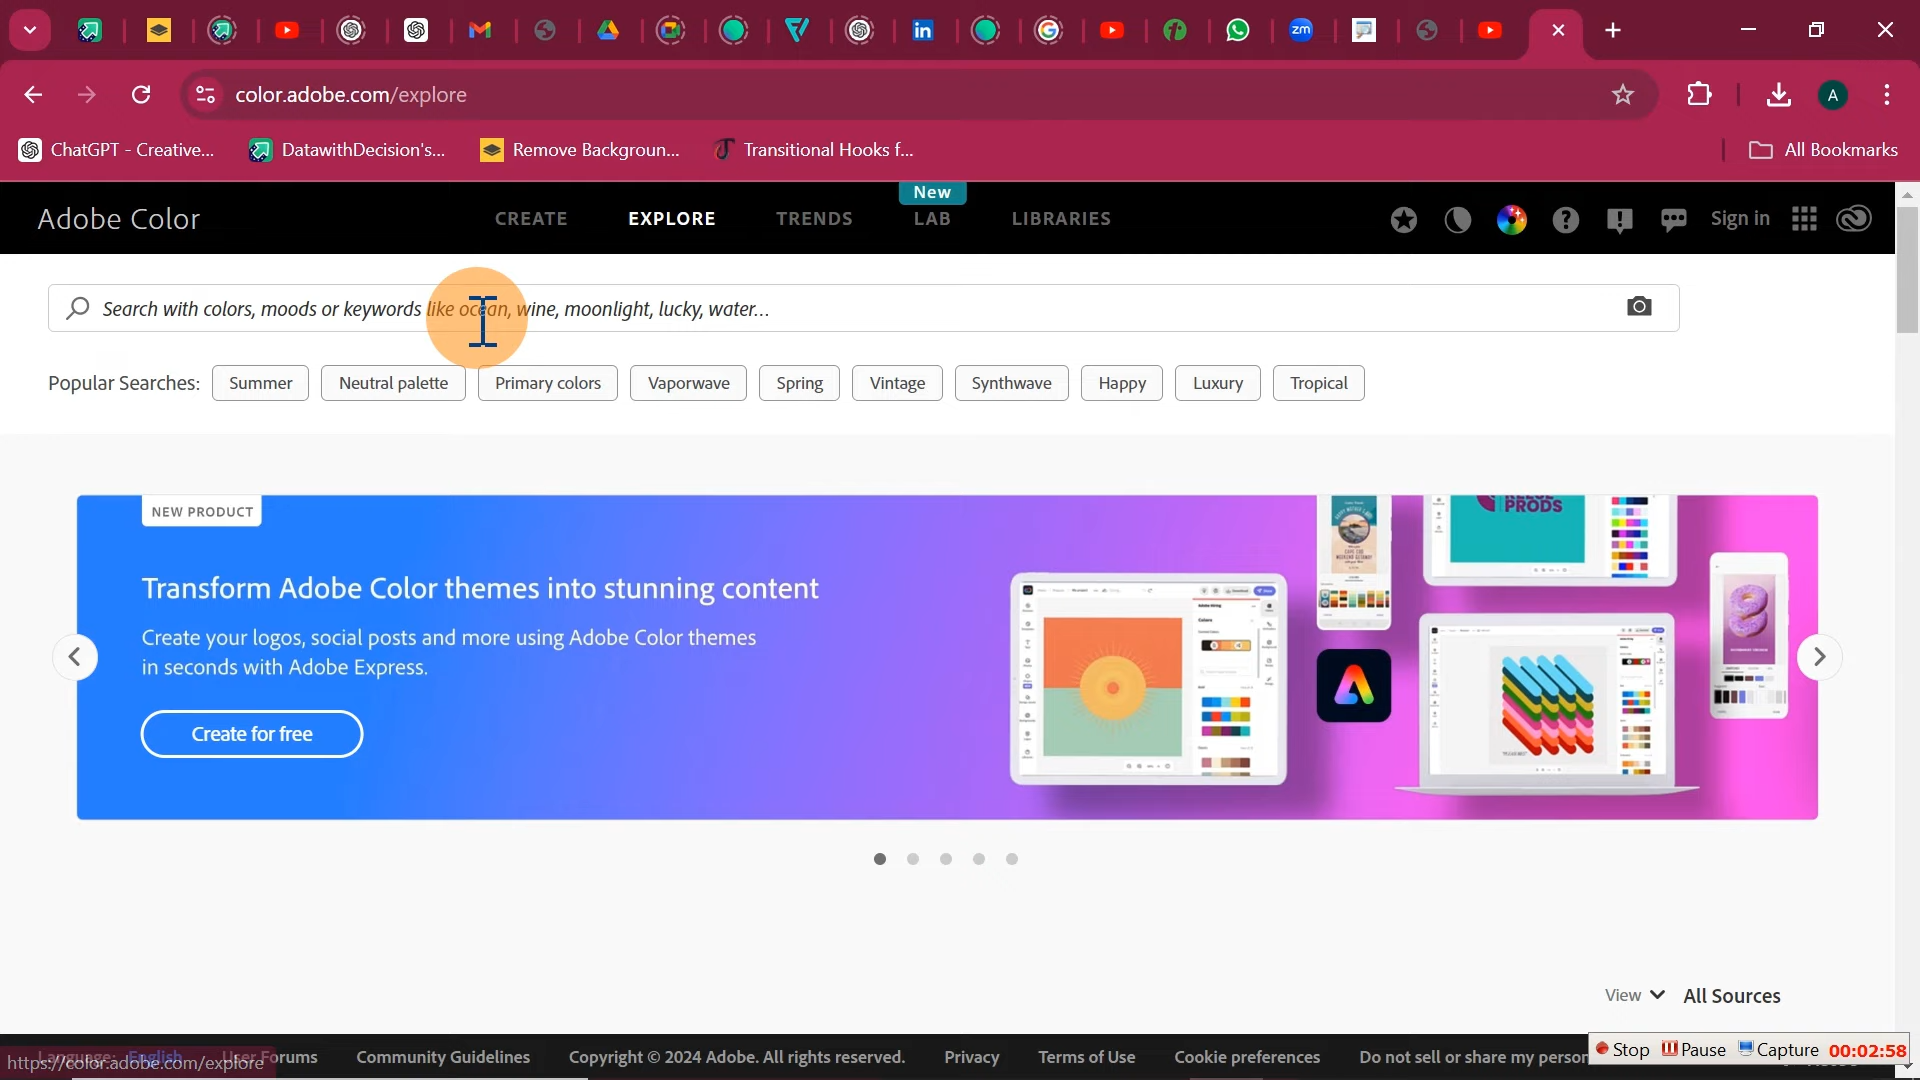 zm
color.adobe.com/explore
A
ChatGPT - Creative...
DatawithDecision's...
Remove Backgroun...
Transitional Hooks f...
All Bookmarks
New
Adobe Color
CREATE
EXPLORE
TRENDS
LAB
LIBRARIES
Sign in
Search with colors, moods or keywords like ocean, wine, moonlight, lucky, water...
Popular Searches:
Summer
Neutral palette
Primary colors
Vaporwave
Spring
Vintage
Synthwave
Happy
Luxury
Tropical
NEW PRODUCT
Transform Adobe Color themes into stunning content
Create your logos, social posts and more using Adobe Color themes
in seconds with Adobe Express.
Create for free
PRODS
View
All Sources
Language: English
User Forums
Community Guidelines
Copyright © 2024 Adobe. All rights reserved.
Privacy
Terms of Use
Cookie preferences
Do not sell or share my person
https://color.adobe.com/explore
Stop
Pause
Capture
00:02:58